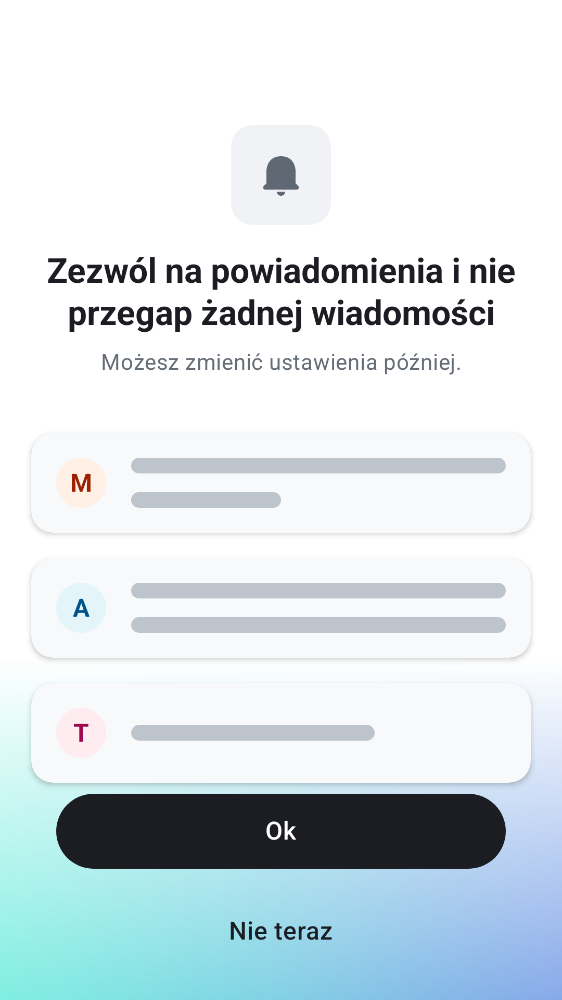 Zezwól na powiadomienia i nie
przegap żadnej wiadomości
Możesz zmienić ustawienia później.
M
A
T
Ok
Nie teraz